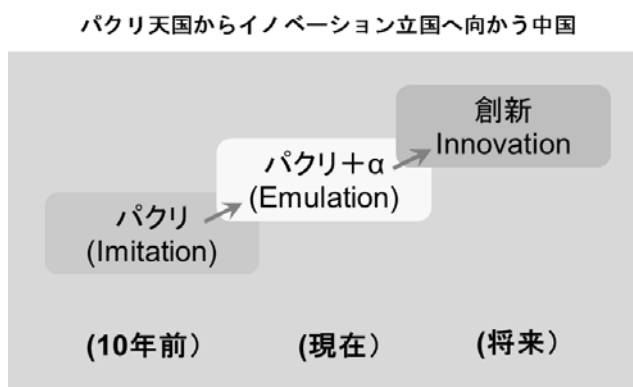 パクリ天国からイノベーション立国へ向かう中国
創新
Innovation
パクリ＋α
(Emulation)
パクリ
(Imitation)
(10年前）
(現在）
(将来）